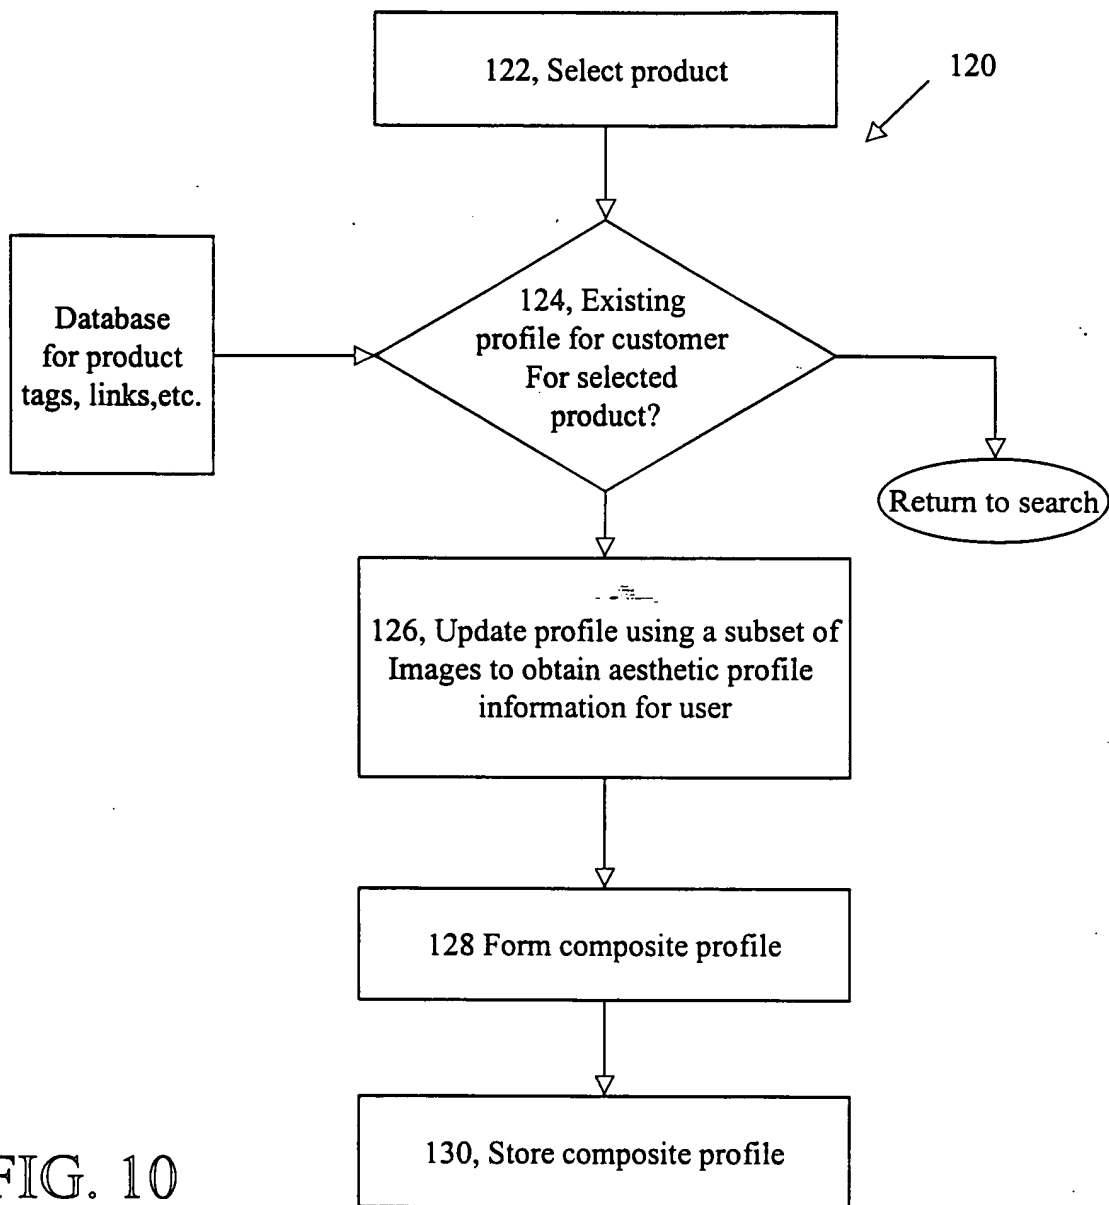 122, Select product
120
Database
for product
tags, links,etc.
124, Existing
profile for customer
For selected
product?
Return to search
126, Update profile using a subset of
Images to obtain aesthetic profile
information for user
128 Form composite profile
130, Store composite profile
FIG. 10